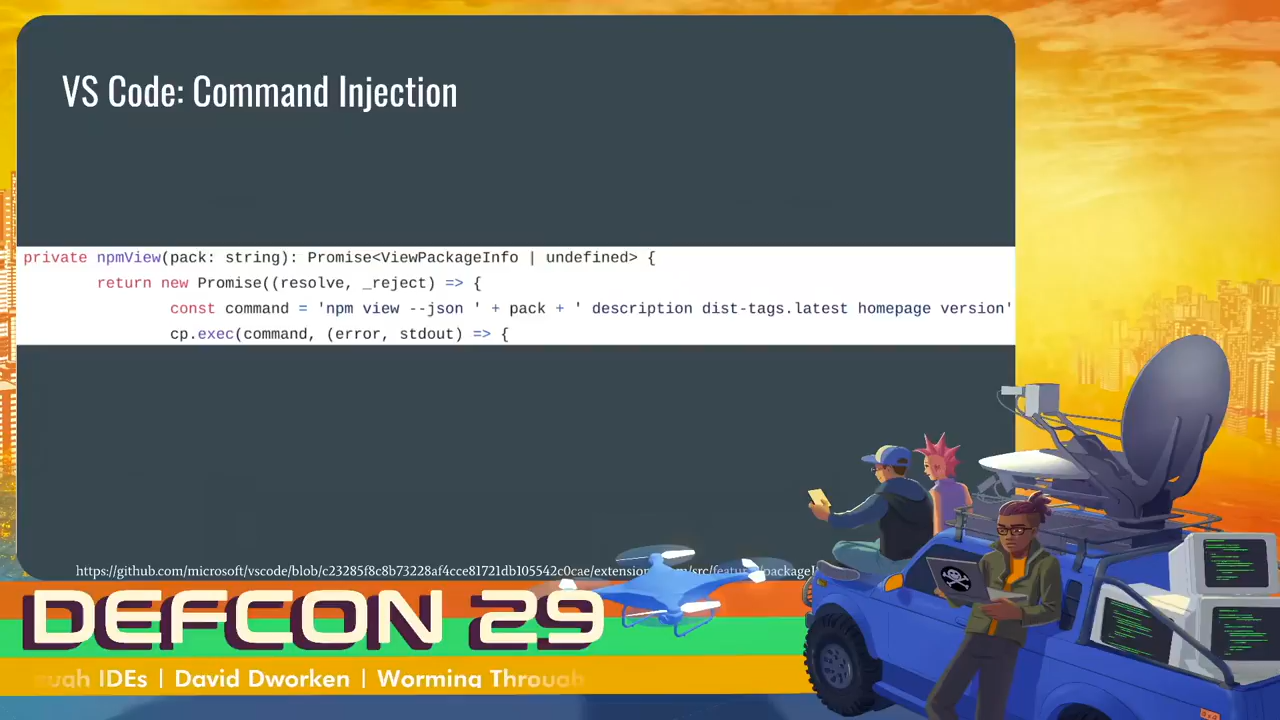 VS Code: Command Injection
private npmView(pack: string): Promise<ViewPackageInfo | undefined> {
return new Promise((resolve, _reject) => {
const command = 'npm view --json ' + pack + ' description dist-tags.latest homepage version'
cp.exec(command, (error, stdout) => {
https://github.com/microsoft/vscode/blob/c23285f8c8b73228af4cce81721db105542c0cae/extension
DEFCON 29
IDEs | David Dworken | Worming Through